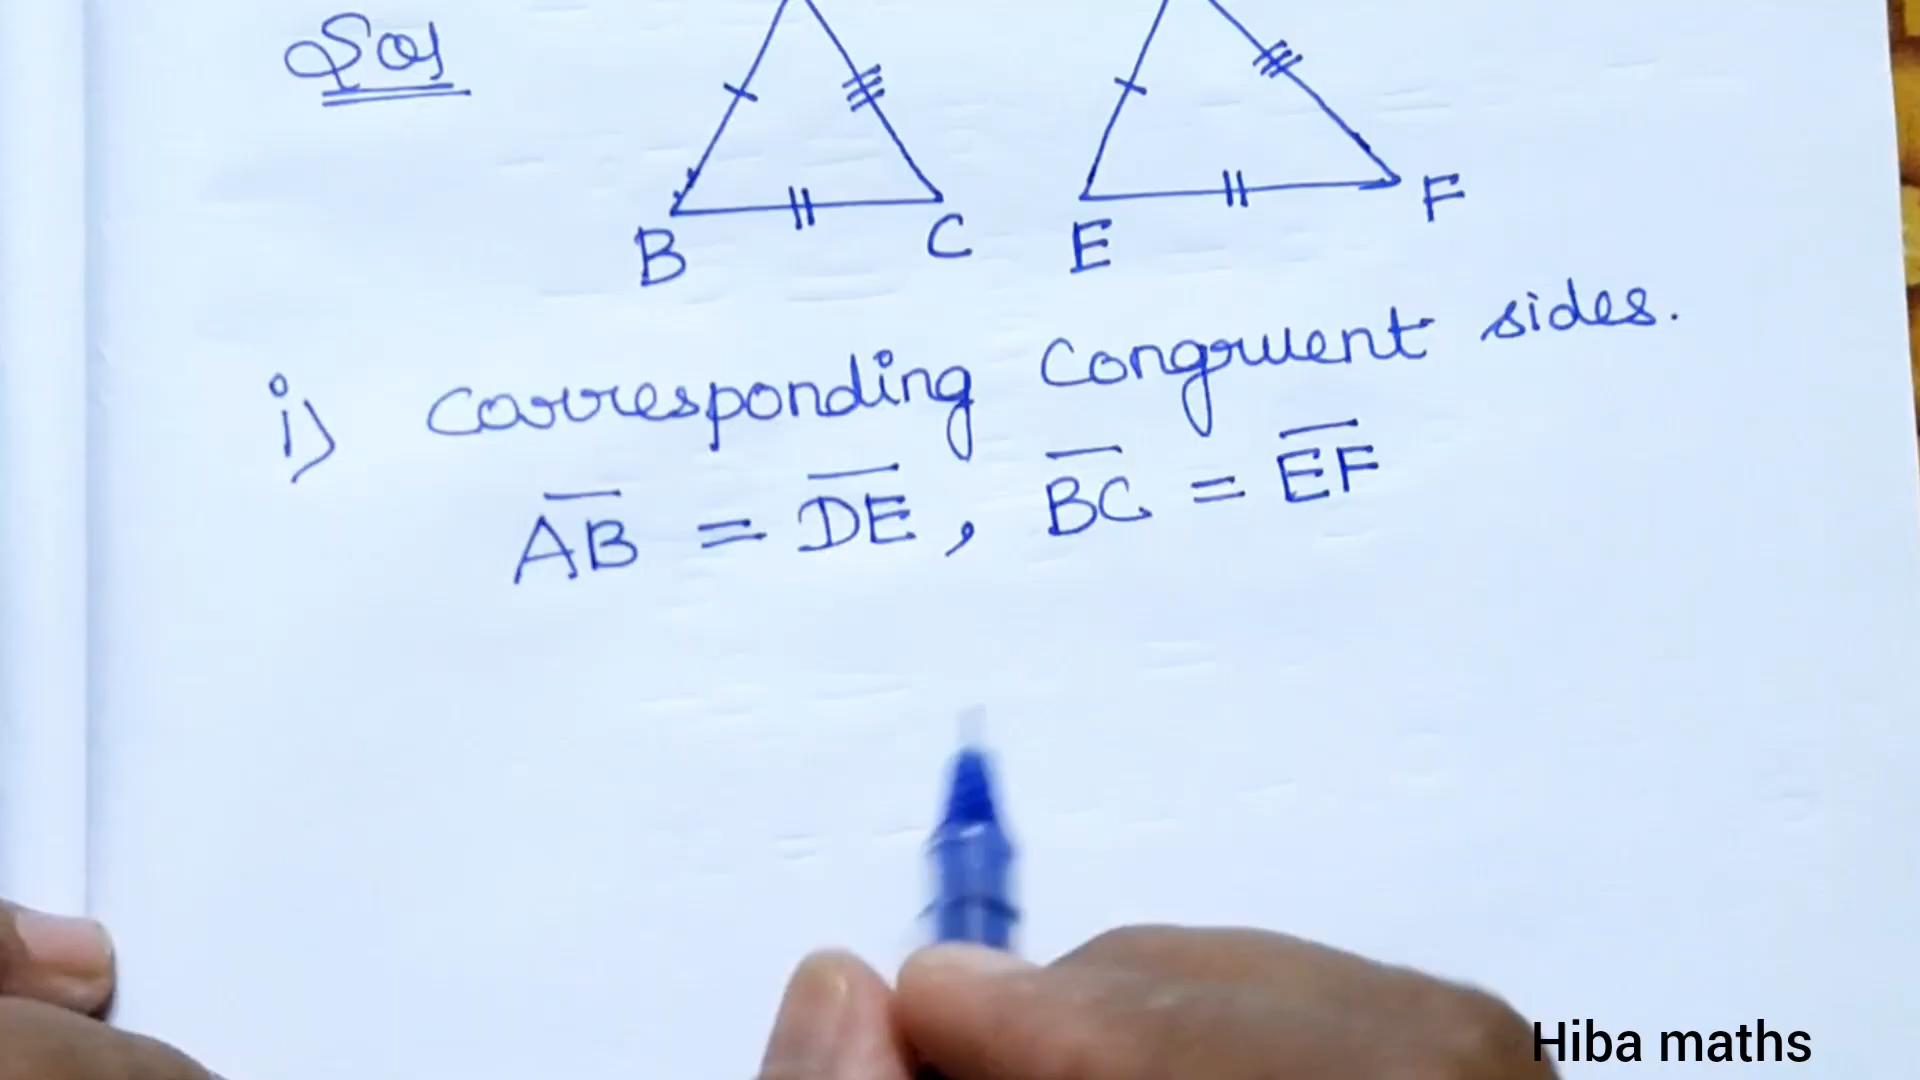 Sol
B C E F
i) corresponding congruent sides.
AB = DE, BC = EF
Hiba maths